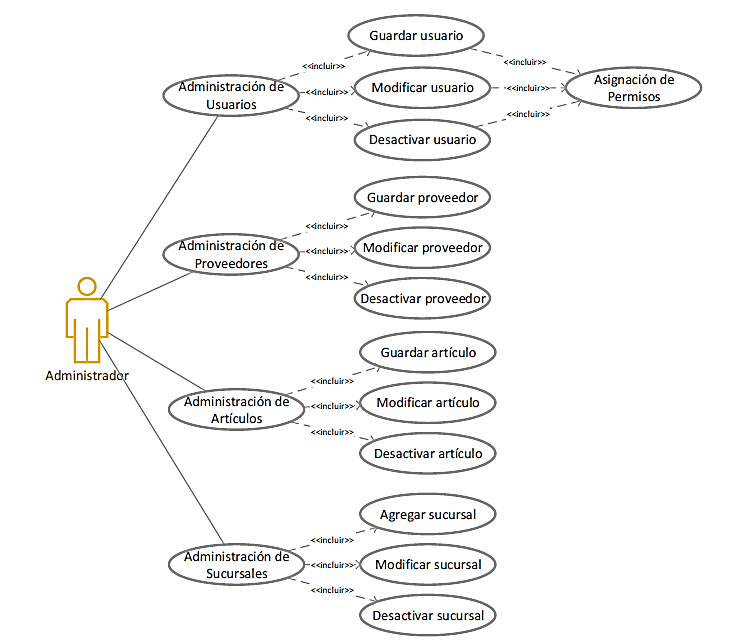 Guardar usuario
<<incluir>>
<<incluir>>
Administración de
Usuarios
<<incluir>>
Modificar usuario
<<incluir>>
Asignación de
Permisos
<<incluir>>
Desactivar usuario
<<incluir>>
Guardar proveedor
<<incluir>>
Administración de
Proveedores
<<incluir>>
Modificar proveedor
<<incluir>>
Desactivar proveedor
Administrador
Guardar artículo
<<incluir>>
Administración de
Artículos
<<incluir>>
Modificar artículo
<<incluir>>
Desactivar artículo
Agregar sucursal
<<incluir>>
Administración de
Sucursales
<<incluir>>
Modificar sucursal
<<incluir>>
Desactivar sucursal